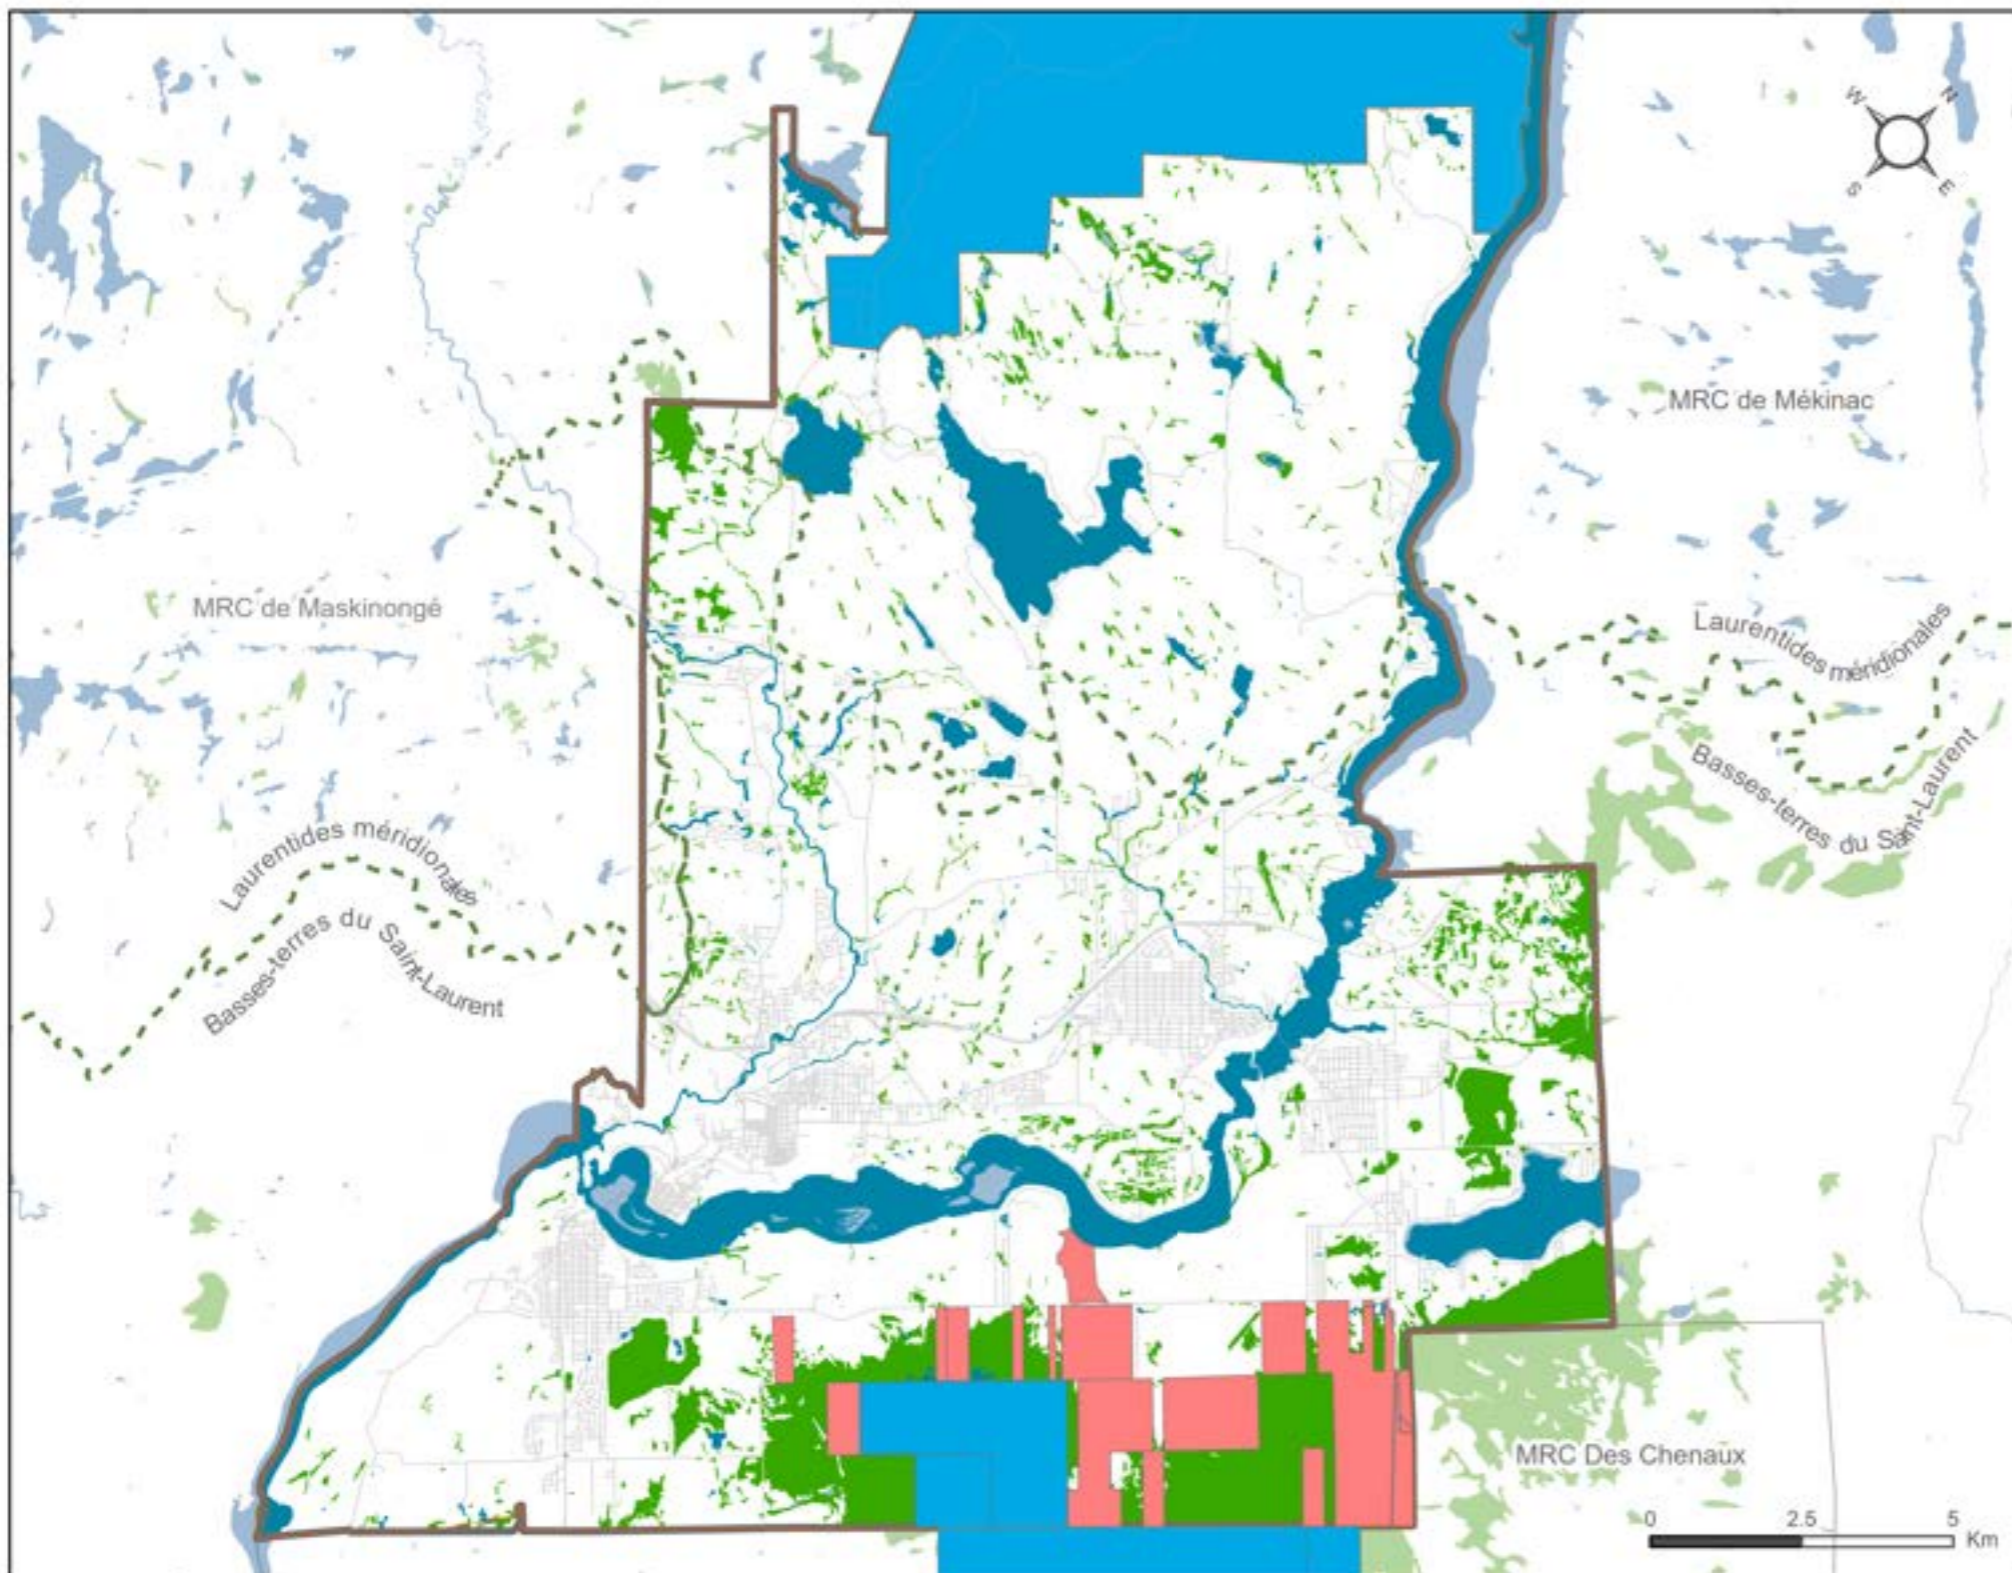 W
N
S
E
MRC de Mékinac
MRC de Maskinongé
Laurentides méridionales
Basses-terres du Saint-Laurent
Laurentides méridionales
Basses-terres du Saint-Laurent
MRC Des Chenaux
0 2.5 5
Km